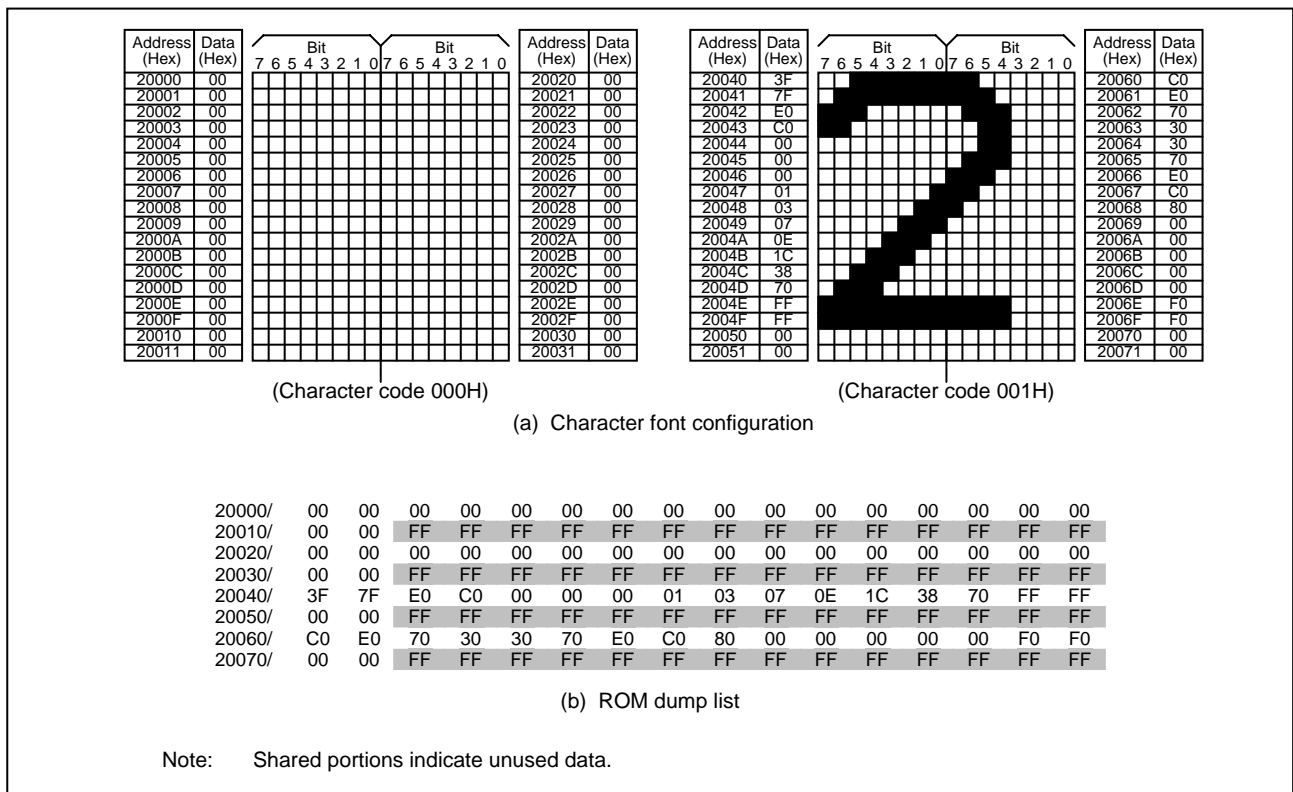 Address Data Bit Bit Address Data Address Data Bit Bit Address Data
(Hex) (Hex) 7 6 5 4 3 2 1 0 7 6 5 4 3 2 1 0 (Hex) (Hex) (Hex) (Hex) 7 6 5 4 3 2 1 0 7 6 5 4 3 2 1 0 (Hex) (Hex)
20000 00 20020 00 20040 3F 20060 C0
20001 00 20021 00 20041 7F 20061 E0
20002 00 20022 00 20042 E0 20062 70
20003 00 20023 00 20043 C0 20063 30
20004 00 20024 00 20044 00 20064 30
20005 00 20025 00 20045 00 20065 70
20006 00 20026 00 20046 00 20066 E0
20007 00 20027 00 20047 01 20067 C0
20008 00 20028 00 20048 03 20068 80
20009 00 20029 00 20049 07 20069 00
2000A 00 2002A 00 2004A 0E 2006A 00
2000B 00 2002B 00 2004B 1C 2006B 00
2000C 00 2002C 00 2004C 38 2006C 00
2000D 00 2002D 00 2004D 70 2006D 00
2000E 00 2002E 00 2004E FF 2006E F0
2000F 00 2002F 00 2004F FF 2006F F0
20010 00 20030 00 20050 00 20070 00
20011 00 20031 00 20051 00 20071 00
(Character code 000H) (Character code 001H)
(a) Character font configuration
20000/ 00 00 00 00 00 00 00 00 00 00 00 00 00 00 00 00
20010/ 00 00 FF FF FF FF FF FF FF FF FF FF FF FF FF FF
20020/ 00 00 00 00 00 00 00 00 00 00 00 00 00 00 00 00
20030/ 00 00 FF FF FF FF FF FF FF FF FF FF FF FF FF FF
20040/ 3F 7F E0 C0 00 00 00 01 03 07 0E 1C 38 70 FF FF
20050/ 00 00 FF FF FF FF FF FF FF FF FF FF FF FF FF FF
20060/ C0 E0 70 30 30 70 E0 C0 80 00 00 00 00 00 F0 F0
20070/ 00 00 FF FF FF FF FF FF FF FF FF FF FF FF FF FF
(b) ROM dump list
Note: Shared portions indicate unused data.